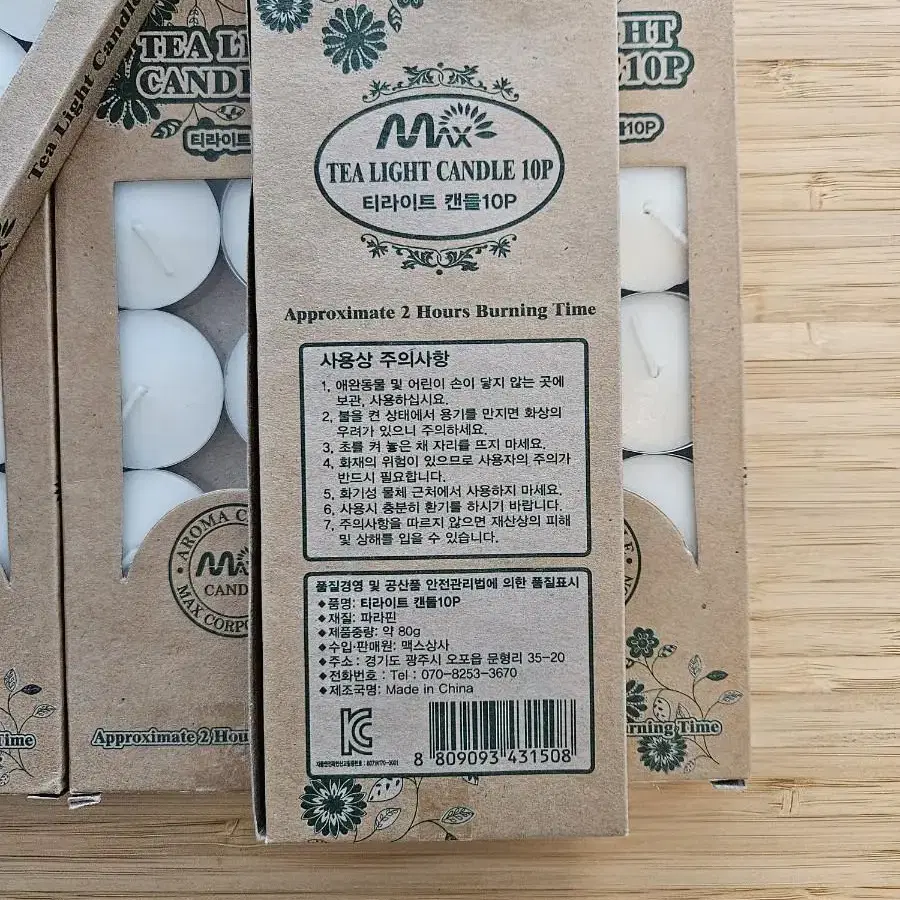 Tea Light Candle
TEA LI
CANDL
티라이트
MAX
TEA LIGHT CANDLE 10P
티라이트 캔들10P
HT
10P
10P
Approximate 2 Hours Burning Time
사용상 주의사항
1. 애완동물 및 어린이 손이 닿지 않는 곳에
보관, 사용하십시요.
2. 불을 켠 상태에서 용기를 만지면 화상의
우려가 있으니 주의하세요.
3. 초를 켜 놓은 채 자리를 뜨지 마세요.
4. 화재의 위험이 있으므로 사용자의 주의가
반드시 필요합니다.
5. 화기성 물체 근처에서 사용하지 마세요.
6. 사용시 충분히 환기를 하시기 바랍니다.
7. 주의사항을 따르지 않으면 재산상의 피해
및 상해를 입을 수 있습니다.
품질경영 및 공산품 안전관리법에 의한 품질표시
◆품명: 티라이트 캔들10P
◆재질: 파라핀
◆제품중량: 약 80g
◆수입·판매원: 맥스상사
◆주소 : 경기도 광주시 오포읍 문형리 35-20
◆전화번호 : Tel : 070-8253-3670
◆제조국명: Made in China
8 809093 431508
AROMA C
MAX
CAND
MAX CORPO
Time
Approximate 2 Hou
urning Time